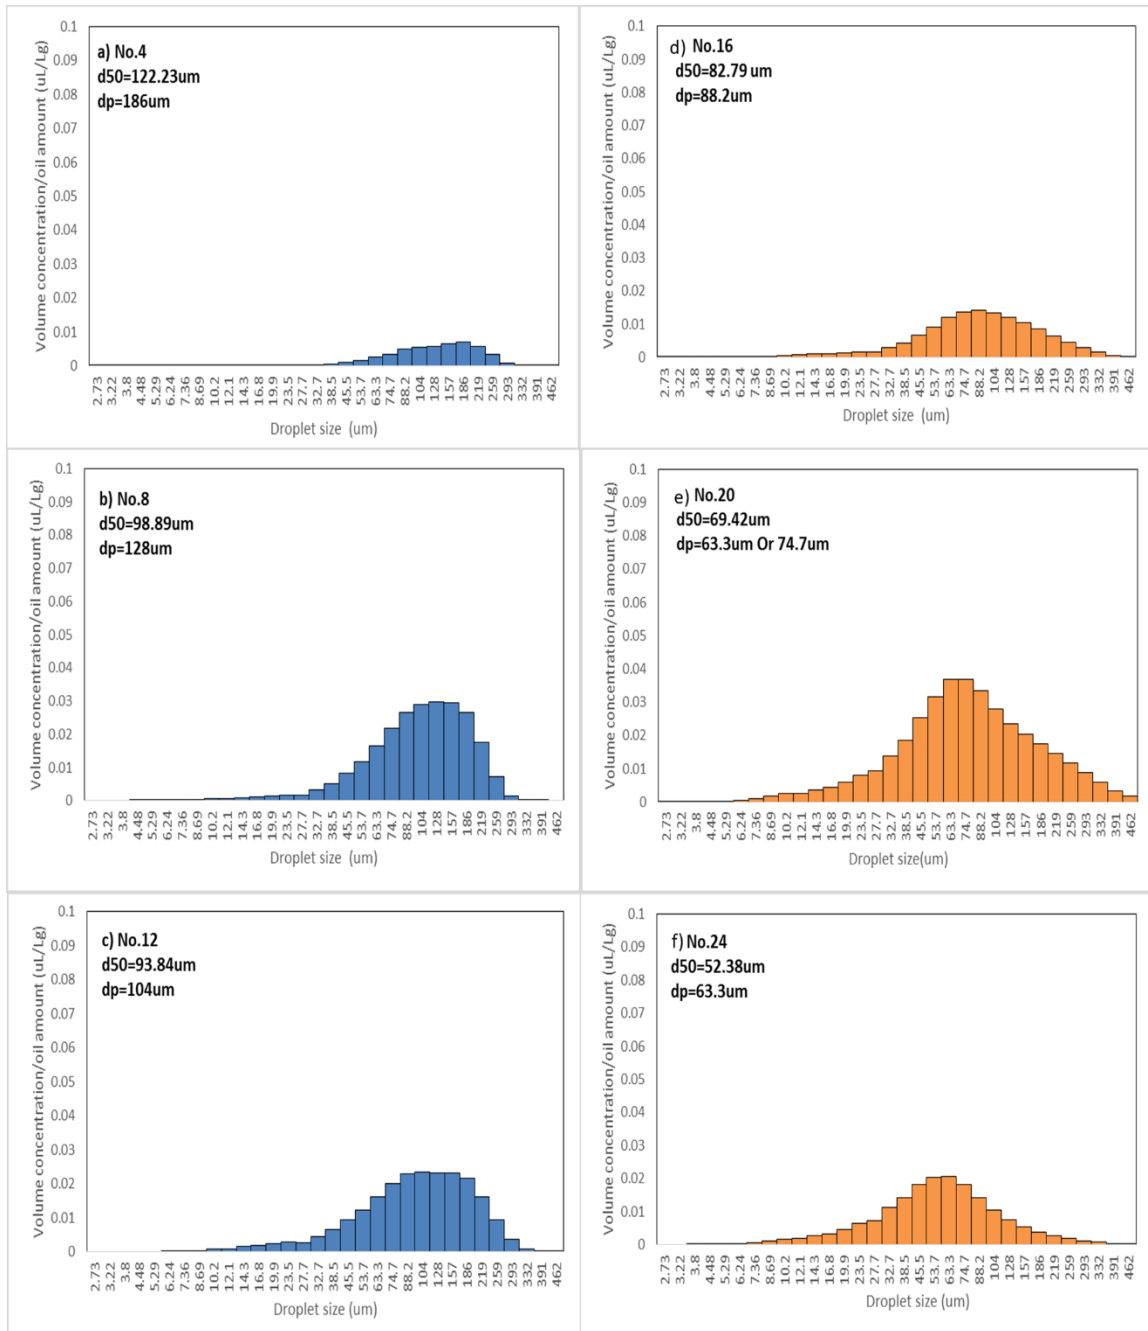 a) No.4
d50=122.23um
dp=186um
Volume concentration/oil amount (uL/Lg)
0.1
0.09
0.08
0.07
0.06
0.05
0.04
0.03
0.02
0.01
0
2.73 3.22 3.8 4.48 5.29 6.24 7.36 8.69 10.2 12.1 14.3 16.8 19.9 23.5 27.7 32.7 38.5 45.5 53.7 63.3 74.7 88.2 104 128 157 186 219 259 293 332 391 462
Droplet size (um)
d) No.16
d50=82.79 um
dp=88.2um
Volume concentration/oil amount (uL/Lg)
0.1
0.09
0.08
0.07
0.06
0.05
0.04
0.03
0.02
0.01
0
2.73 3.22 3.8 4.48 5.29 6.24 7.36 8.69 10.2 12.1 14.3 16.8 19.9 23.5 27.7 32.7 38.5 45.5 53.7 63.3 74.7 88.2 104 128 157 186 219 259 293 332 391 462
Droplet size (um)
b) No.8
d50=98.89um
dp=128um
Volume concentration/oil amount (uL/Lg)
0.1
0.09
0.08
0.07
0.06
0.05
0.04
0.03
0.02
0.01
0
2.73 3.22 3.8 4.48 5.29 6.24 7.36 8.69 10.2 12.1 14.3 16.8 19.9 23.5 27.7 32.7 38.5 45.5 53.7 63.3 74.7 88.2 104 128 157 186 219 259 293 332 391 462
Droplet size (um)
e) No.20
d50=69.42um
dp=63.3um Or 74.7um
Volume concentration/oil amount (uL/Lg)
0.1
0.09
0.08
0.07
0.06
0.05
0.04
0.03
0.02
0.01
0
2.73 3.22 3.8 4.48 5.29 6.24 7.36 8.69 10.2 12.1 14.3 16.8 19.9 23.5 27.7 32.7 38.5 45.5 53.7 63.3 74.7 88.2 104 128 157 186 219 259 293 332 391 462
Droplet size(um)
c) No.12
d50=93.84um
dp=104um
Volume concentration/oil amount (uL/Lg)
0.1
0.09
0.08
0.07
0.06
0.05
0.04
0.03
0.02
0.01
0
2.73 3.22 3.8 4.48 5.29 6.24 7.36 8.69 10.2 12.1 14.3 16.8 19.9 23.5 27.7 32.7 38.5 45.5 53.7 63.3 74.7 88.2 104 128 157 186 219 259 293 332 391 462
Droplet size (um)
f) No.24
d50=52.38um
dp=63.3um
Volume concentration/oil amount (uL/Lg)
0.1
0.09
0.08
0.07
0.06
0.05
0.04
0.03
0.02
0.01
0
2.73 3.22 3.8 4.48 5.29 6.24 7.36 8.69 10.2 12.1 14.3 16.8 19.9 23.5 27.7 32.7 38.5 45.5 53.7 63.3 74.7 88.2 104 128 157 186 219 259 293 332 391 462
Droplet size (um)